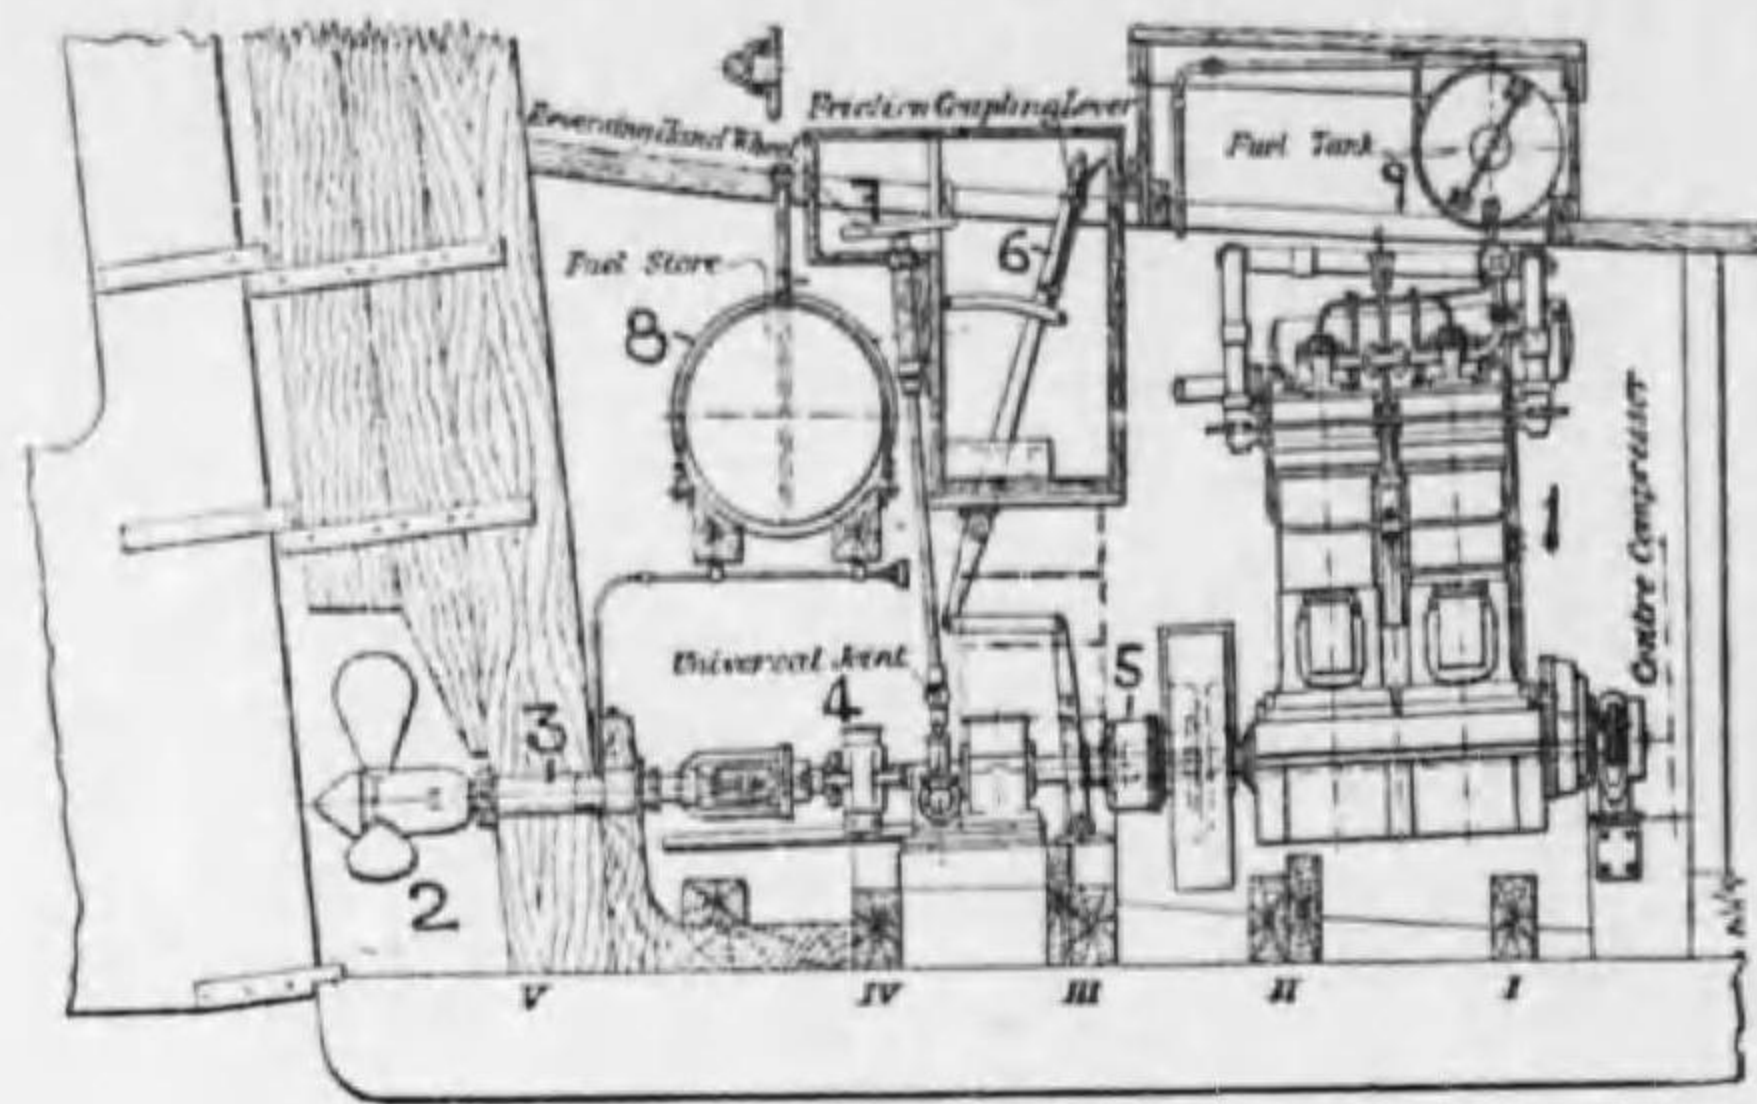 Reversing Hand Wheel
Friction Coupling Lever
Fuel Tank
9
7
6
Fuel Store
8
1
Centre Compressor
Universal Joint
5
4
3
2
V
IV
III
II
I